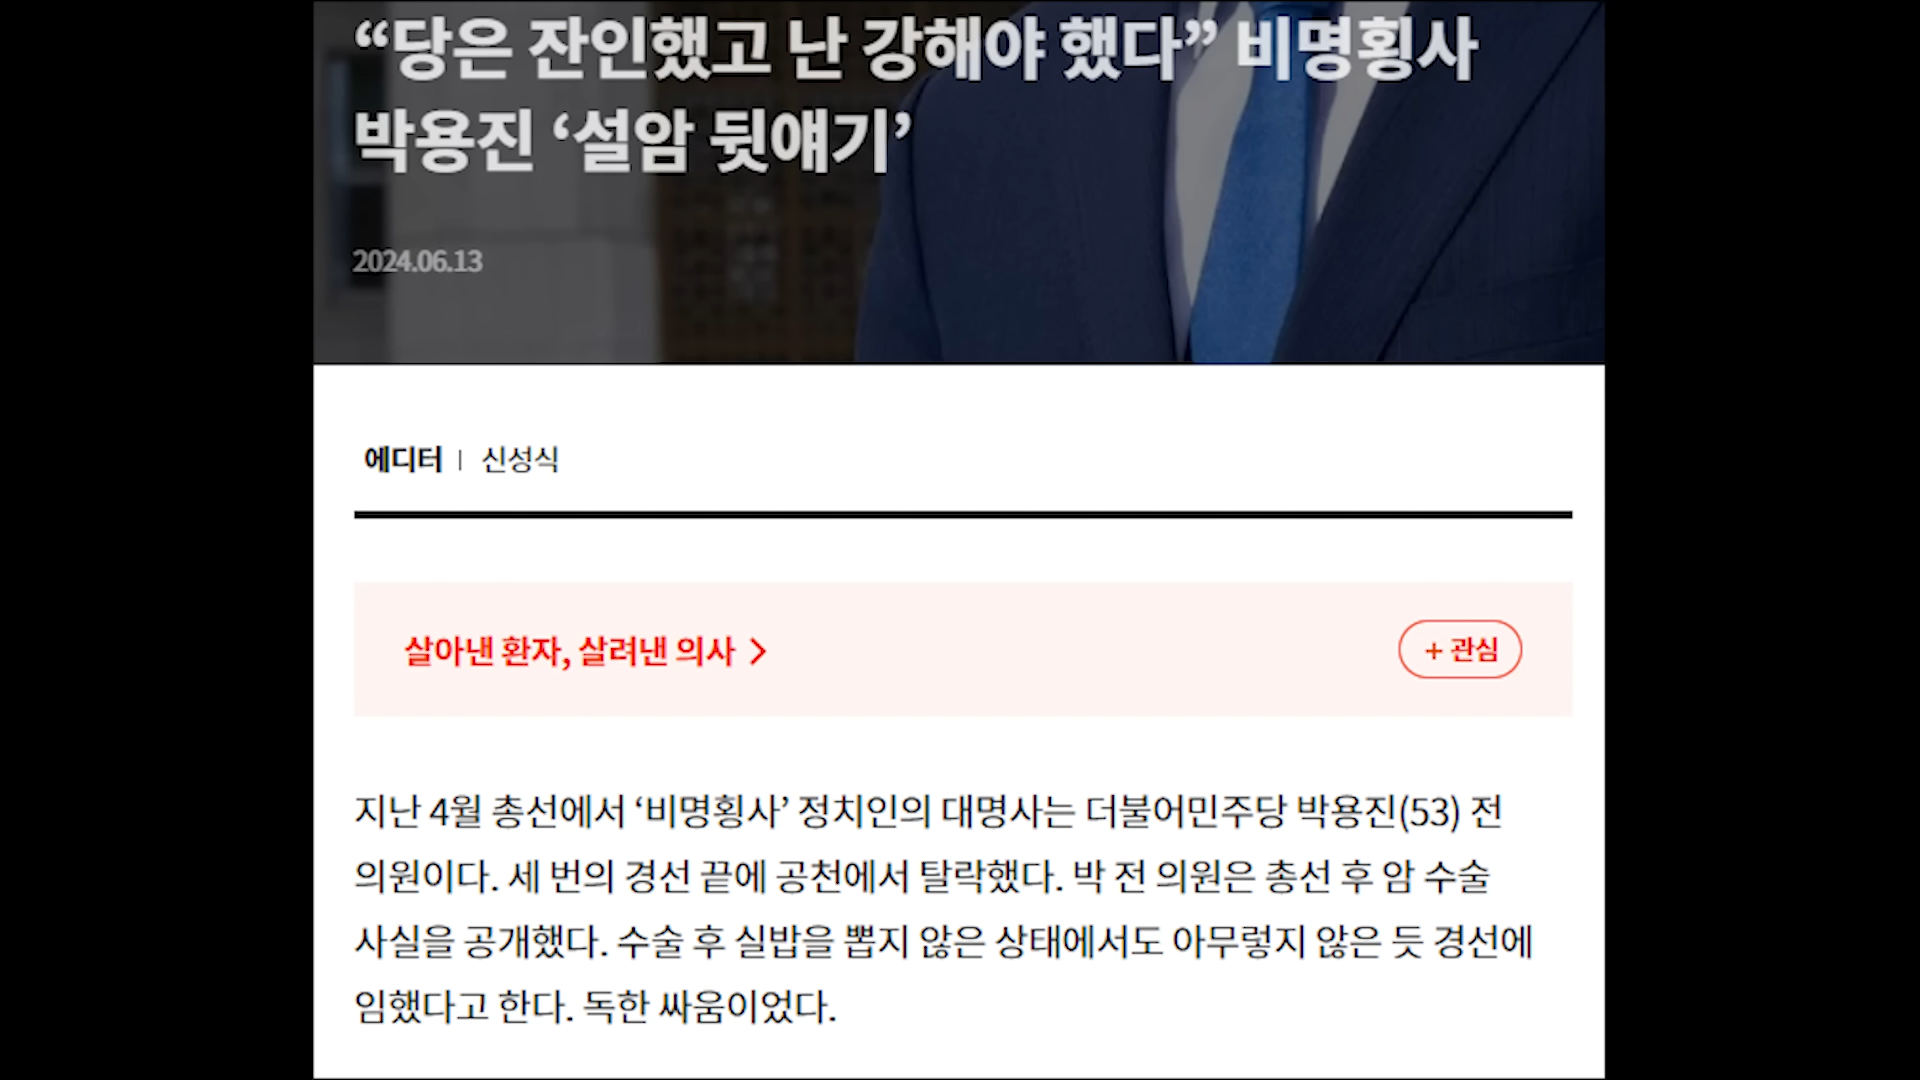 “당은 잔인했고 난 강해야 했다” 비명횡사
박용진 ‘설암 뒷얘기’
2024.06.13
에디터 | 신성식
살아낸 환자, 살려낸 의사 >
+ 관심
지난 4월 총선에서 ‘비명횡사’ 정치인의 대명사는 더불어민주당 박용진(53) 전
의원이다. 세 번의 경선 끝에 공천에서 탈락했다. 박 전 의원은 총선 후 암 수술
사실을 공개했다. 수술 후 실밥을 뽑지 않은 상태에서도 아무렇지 않은 듯 경선에
임했다고 한다. 독한 싸움이었다.